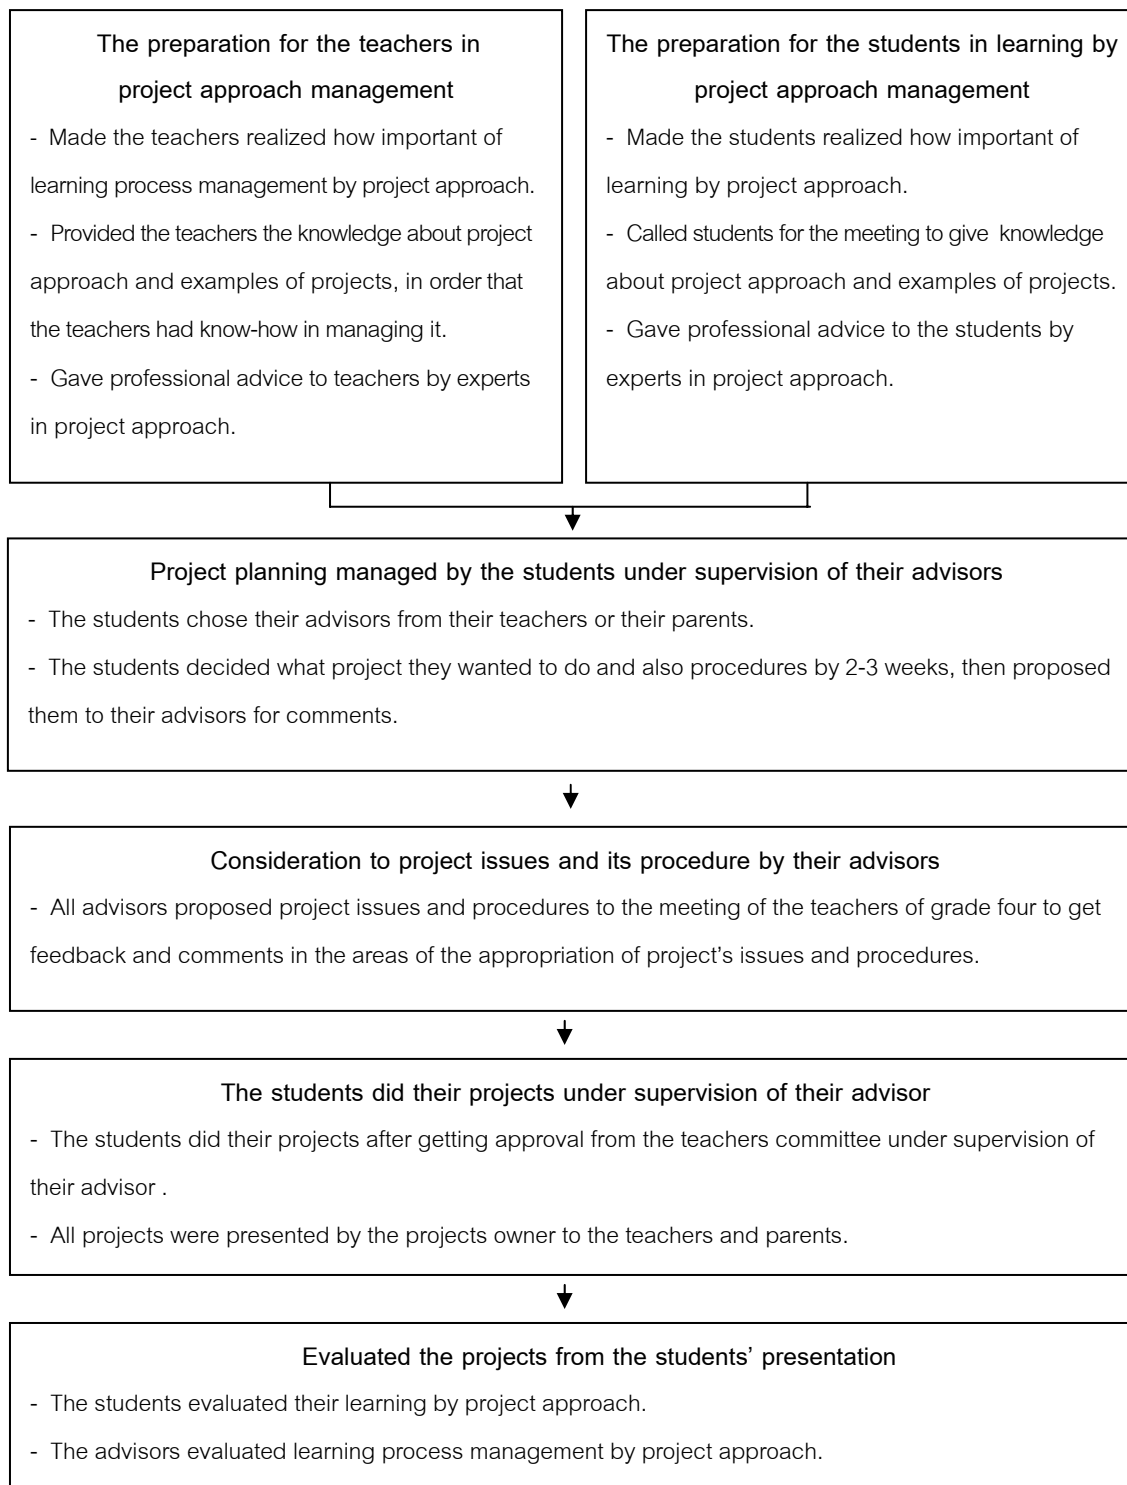 The preparation for the teachers in
project approach management
- Made the teachers realized how important of
learning process management by project approach.
- Provided the teachers the knowledge about project
approach and examples of projects, in order that
the teachers had know-how in managing it.
- Gave professional advice to teachers by experts
in project approach.
The preparation for the students in learning by
project approach management
- Made the students realized how important of
learning by project approach.
- Called students for the meeting to give knowledge
about project approach and examples of projects.
- Gave professional advice to the students by
experts in project approach.
Project planning managed by the students under supervision of their advisors
- The students chose their advisors from their teachers or their parents.
- The students decided what project they wanted to do and also procedures by 2-3 weeks, then proposed
them to their advisors for comments.
Consideration to project issues and its procedure by their advisors
- All advisors proposed project issues and procedures to the meeting of the teachers of grade four to get
feedback and comments in the areas of the appropriation of project’s issues and procedures.
The students did their projects under supervision of their advisor
- The students did their projects after getting approval from the teachers committee under supervision of
their advisor .
- All projects were presented by the projects owner to the teachers and parents.
Evaluated the projects from the students’ presentation
- The students evaluated their learning by project approach.
- The advisors evaluated learning process management by project approach.